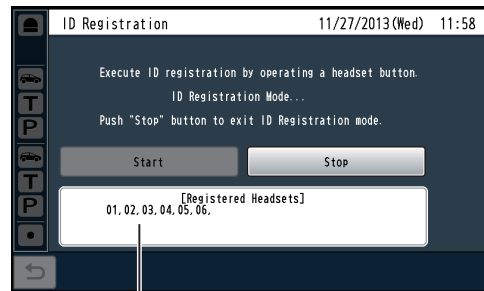 ID Registration 11/27/2013(Wed) 11:58
Execute ID registration by operating a headset button.
ID Registration Mode...
Push "Stop" button to exit ID Registration mode.
T
P
Start Stop
T
P
[Registered Headsets]
01,02,03,04,05,06,